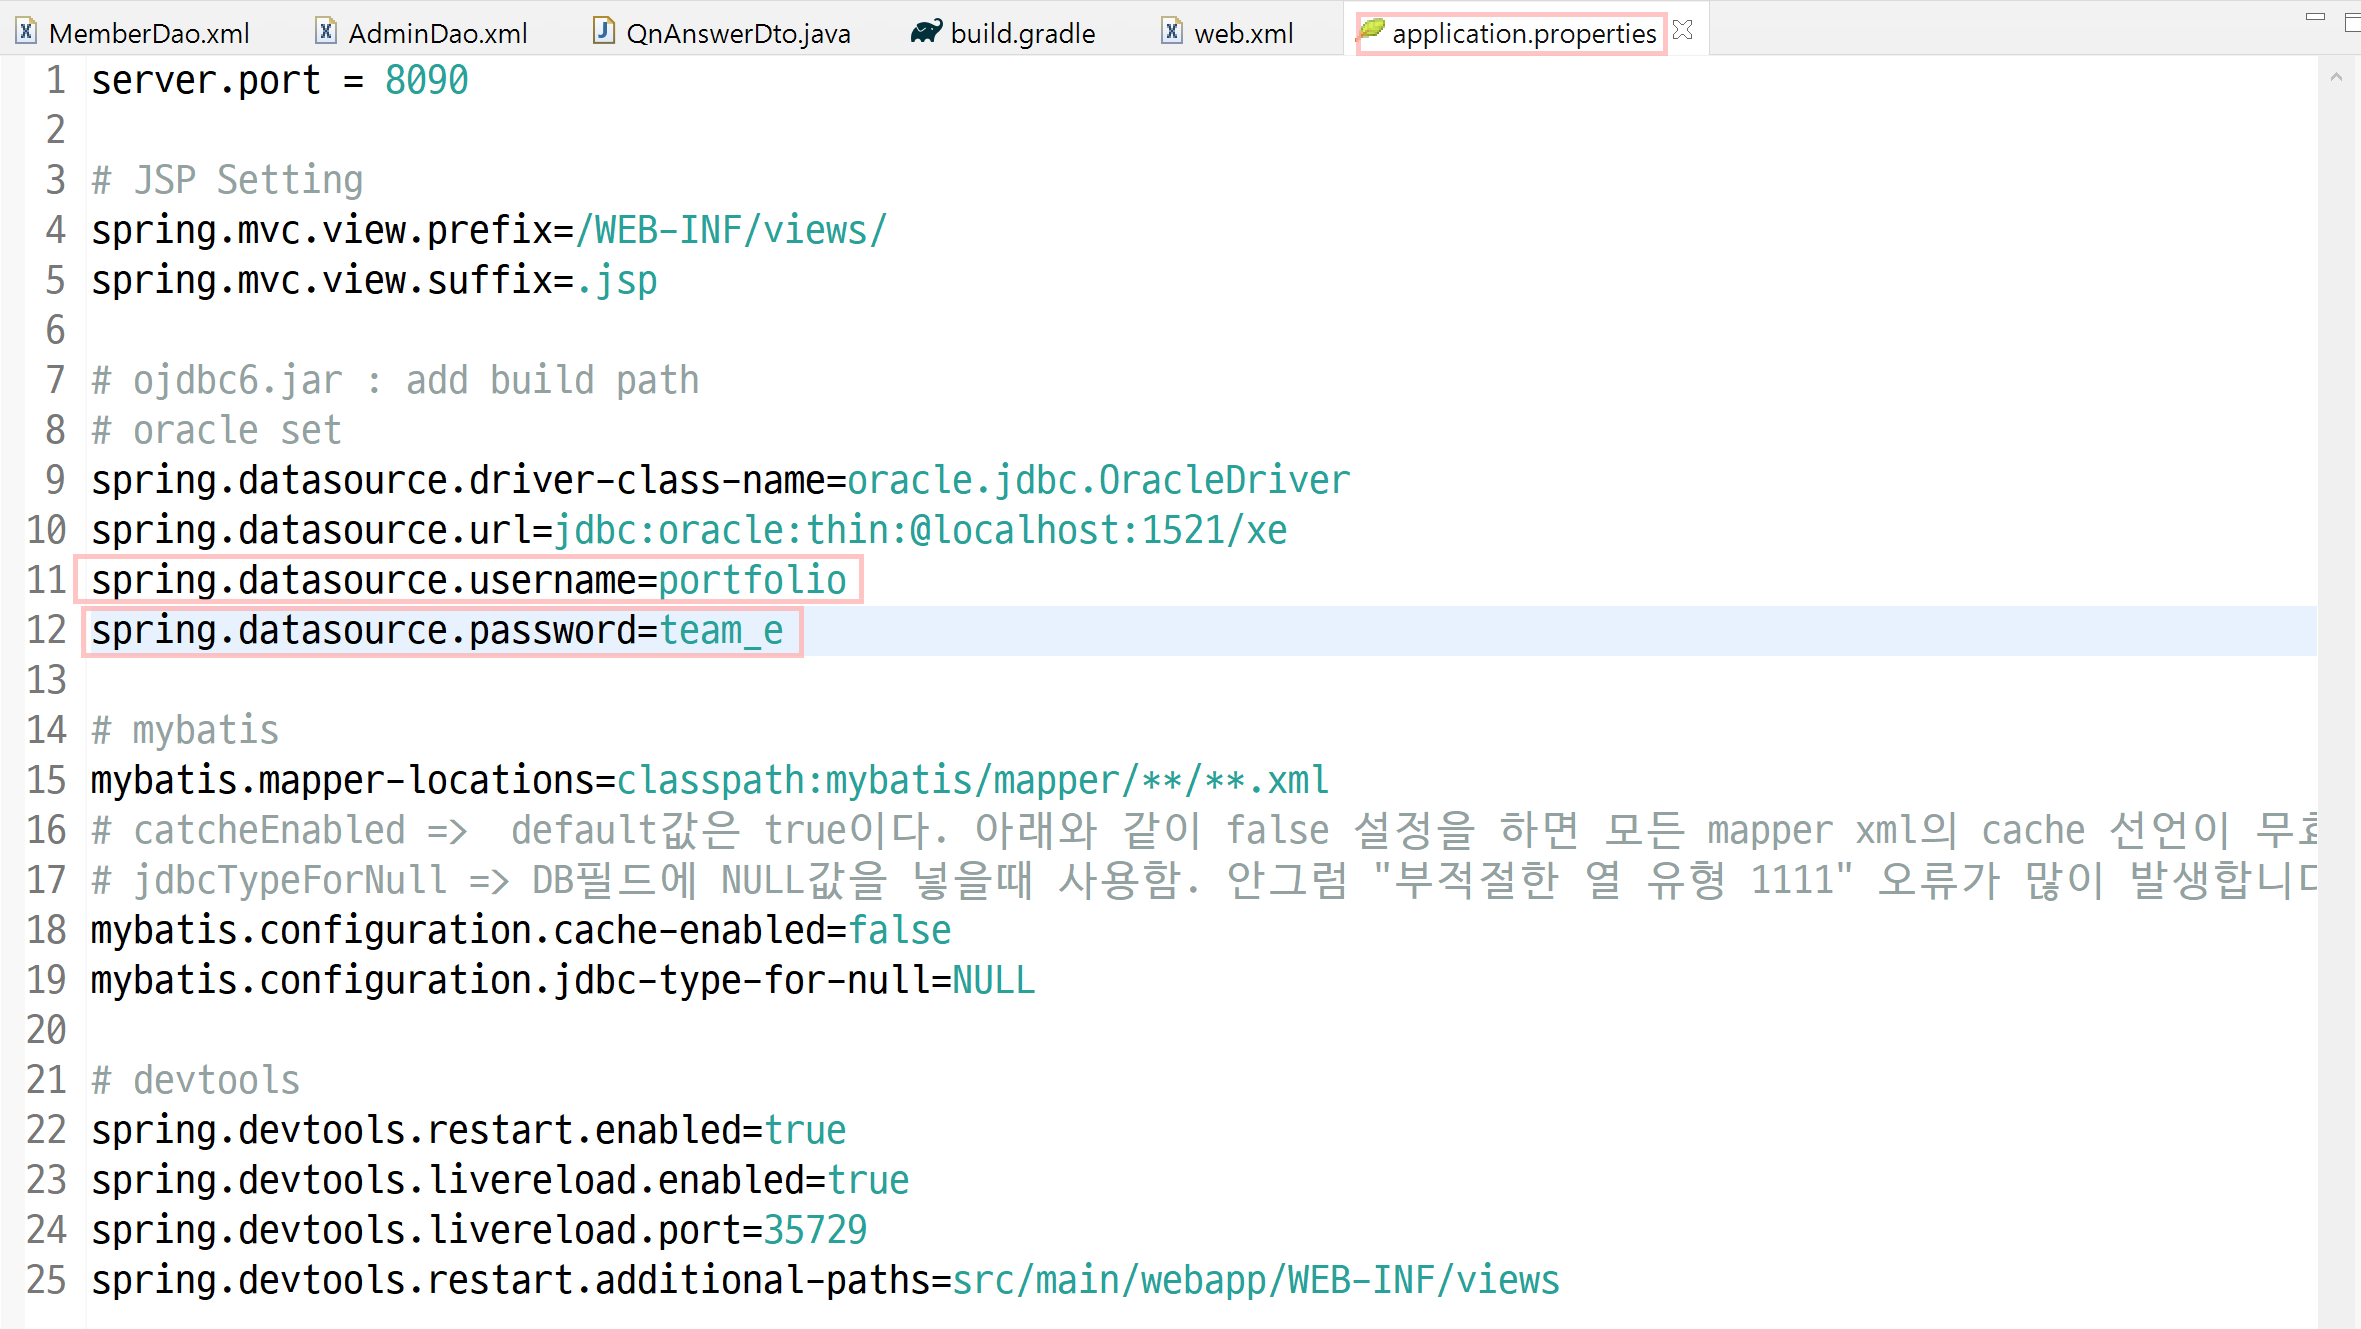 MemberDao.xml AdminDao.xml QnAnswerDto.java build.gradle web.xml application.properties
1 server.port = 8090
2
3 # JSP Setting
4 spring.mvc.view.prefix=/WEB-INF/views/
5 spring.mvc.view.suffix=.jsp
6
7 # ojdbc6.jar : add build path
8 # oracle set
9 spring.datasource.driver-class-name=oracle.jdbc.OracleDriver
10 spring.datasource.url=jdbc:oracle:thin:@localhost:1521/xe
11 spring.datasource.username=portfolio
12 spring.datasource.password=team_e
13
14 # mybatis
15 mybatis.mapper-locations=classpath:mybatis/mapper/**/**.xml
16 # catcheEnabled =>  default값은 true이다. 아래와 같이 false 설정을 하면 모든 mapper xml의 cache 선언이
17 # jdbcTypeForNull => DB필드에 NULL값을 넣을때 사용함. 안그럼 "부적절한 열 유형 1111" 오류가 많이
18 mybatis.configuration.cache-enabled=false
19 mybatis.configuration.jdbc-type-for-null=NULL
20
21 # devtools
22 spring.devtools.restart.enabled=true
23 spring.devtools.livereload.enabled=true
24 spring.devtools.livereload.port=35729
25 spring.devtools.restart.additional-paths=src/main/webapp/WEB-INF/views